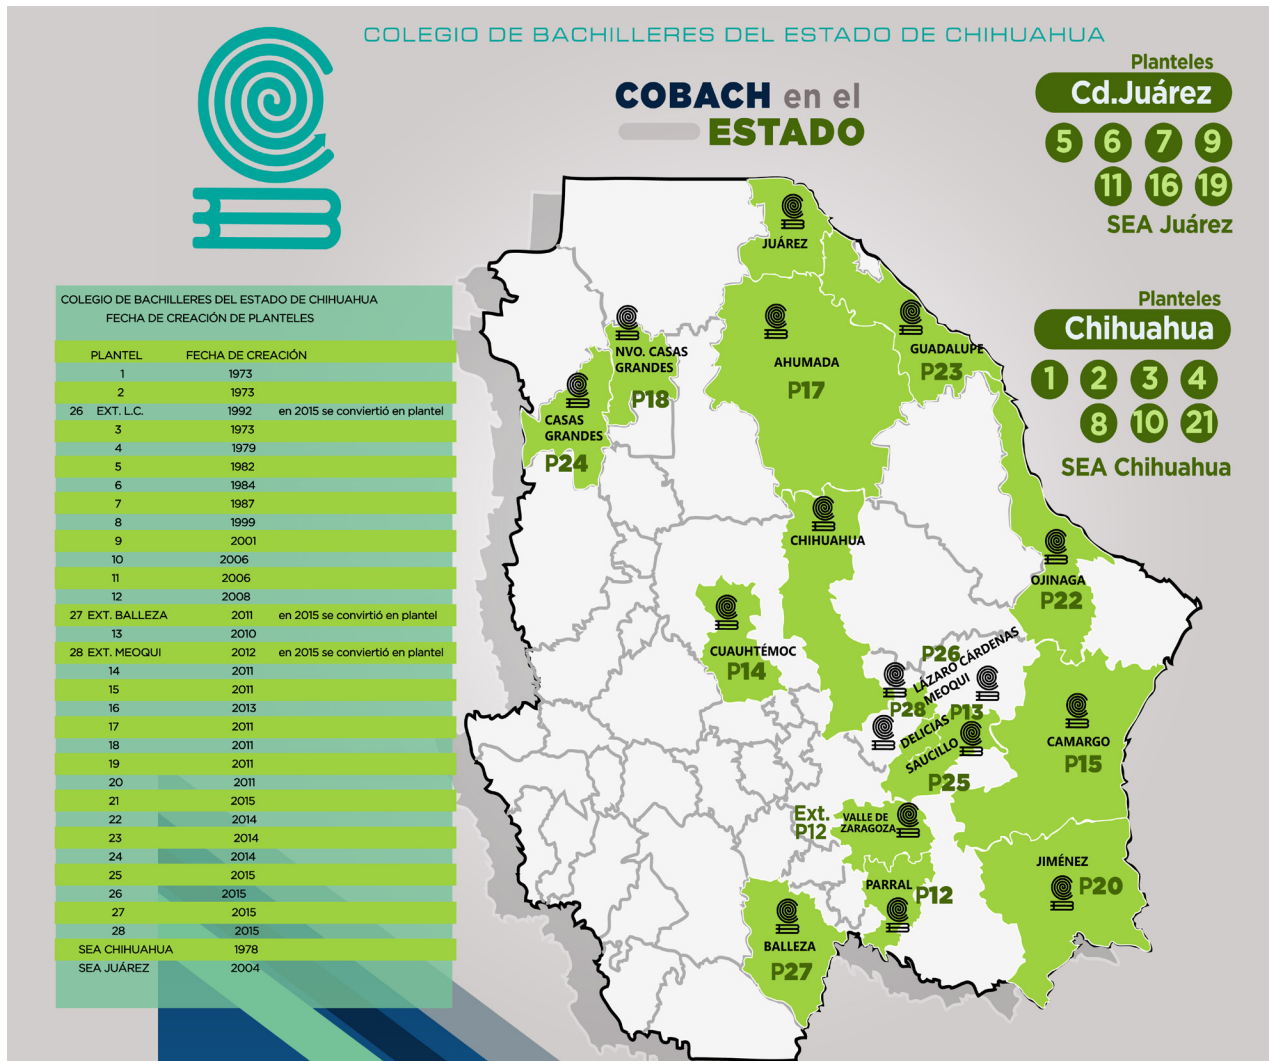 COLEGIO DE BACHILLERES DEL ESTADO DE CHIHUAHUA
COBACH en el
ESTADO
Planteles
Cd.Juárez
5 6 7 9
11 16 19
SEA Juárez
Planteles
Chihuahua
1 2 3 4
8 10 21
SEA Chihuahua
COLEGIO DE BACHILLERES DEL ESTADO DE CHIHUAHUA
FECHA DE CREACIÓN DE PLANTELES
PLANTEL FECHA DE CREACIÓN
1 1973
2 1973
26 EXT. L.C. 1992 en 2015 se conviertió en plantel
3 1973
4 1979
5 1982
6 1984
7 1987
8 1999
9 2001
10 2006
11 2006
12 2008
27 EXT. BALLEZA 2011 en 2015 se convirtió en plantel
13 2010
28 EXT. MEOQUI 2012 en 2015 se conviertió en plantel
14 2011
15 2011
16 2013
17 2011
18 2011
19 2011
20 2011
21 2015
22 2014
23 2014
24 2014
25 2015
26 2015
27 2015
28 2015
SEA CHIHUAHUA 1978
SEA JUÁREZ 2004
JUÁREZ
NVO. CASAS
GRANDES
P18
AHUMADA
P17
GUADALUPE
P23
CASAS
GRANDES
P24
CHIHUAHUA
OJINAGA
P22
CUAUHTÉMOC
P14
P26
LÁZARO CÁRDENAS
MEOQUI
P28
P13
DELICIAS
SAUCILLO
P25
CAMARGO
P15
Ext.
P12
VALLE DE
ZARAGOZA
PARRAL
P12
JIMÉNEZ
P20
BALLEZA
P27